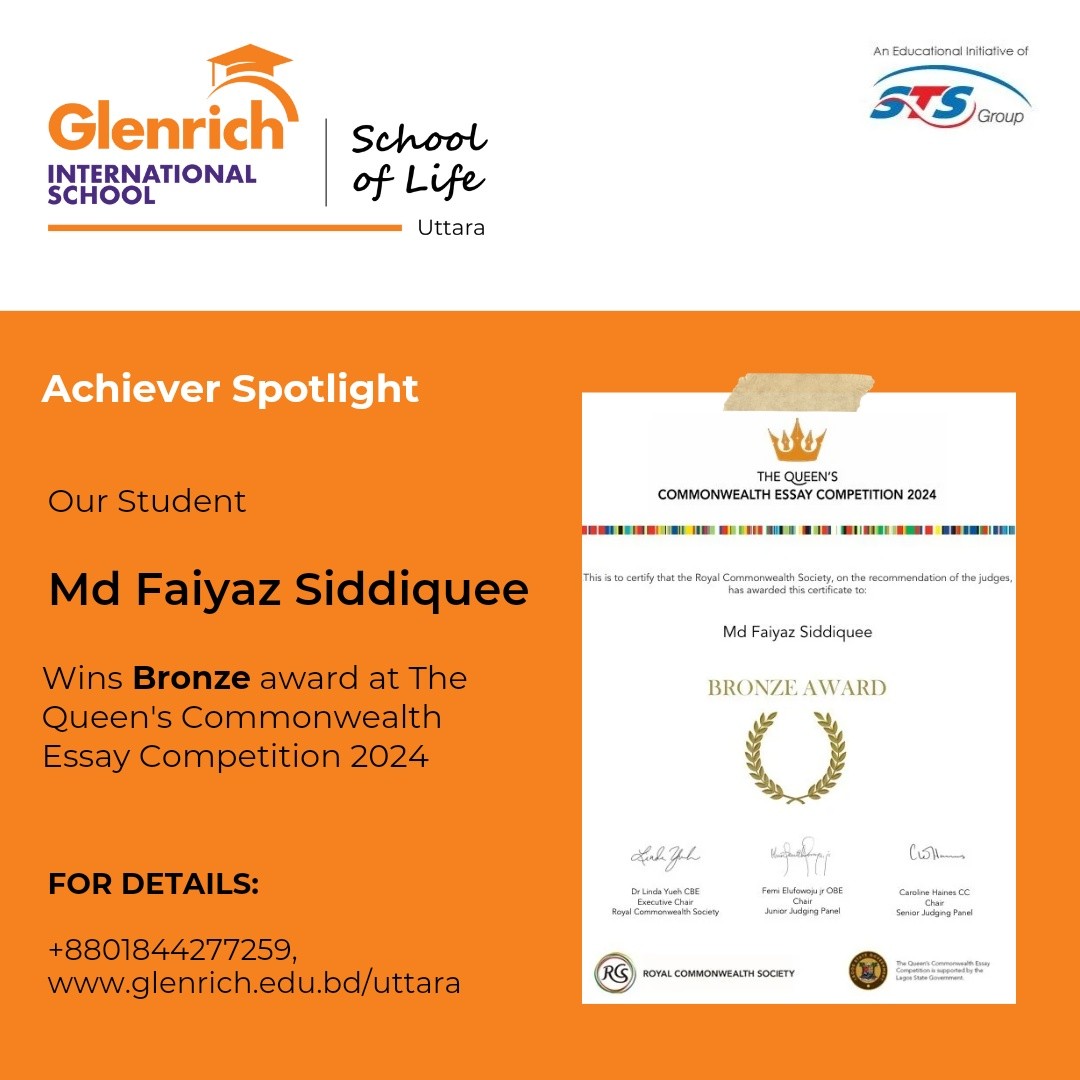 Glenrich
INTERNATIONAL
SCHOOL
School
of Life
Uttara
An Educational Initiative of
STS Group
Achiever Spotlight
Our Student
Md Faiyaz Siddiquee
Wins Bronze award at The
Queen's Commonwealth
Essay Competition 2024
FOR DETAILS:
+8801844277259,
www.glenrich.edu.bd/uttara
THE QUEEN'S
COMMONWEALTH ESSAY COMPETITION 2024
This is to certify that the Royal Commonwealth Society, on the recommendation of the judges,
has awarded this certificate to:
Md Faiyaz Siddiquee
BRONZE AWARD
Linda Yueh
Dr Linda Yueh CBE
Executive Chair
Royal Commonwealth Society
Femi Elufowoju jr OBE
Chair
Junior Judging Panel
Caroline Haines CC
Chair
Senior Judging Panel
RCS
ROYAL COMMONWEALTH SOCIETY
The Queen's Commonwealth Essay
Competition is supported by the
Lagos State Government.